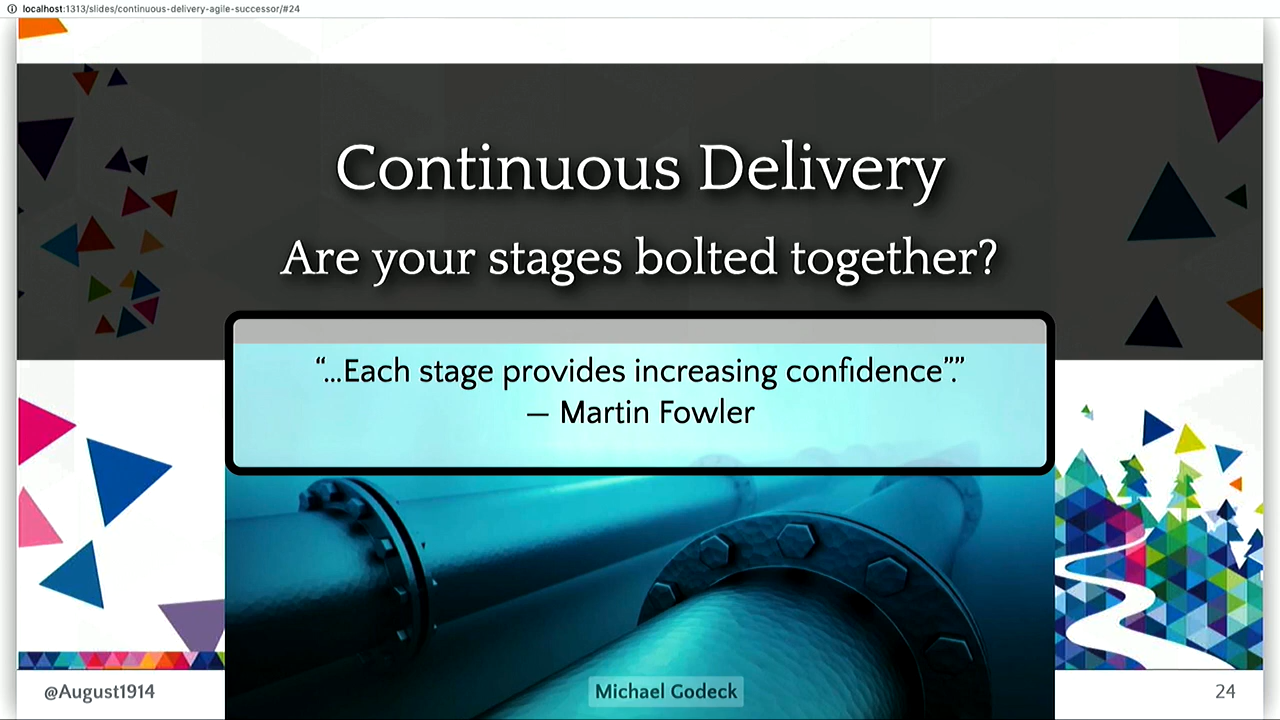 localhost:1313/slides/continuous-delivery-agile-successor/#24
Continuous Delivery
Are your stages bolted together?
“...Each stage provides increasing confidence””.
— Martin Fowler
@August1914
Michael Godeck
24